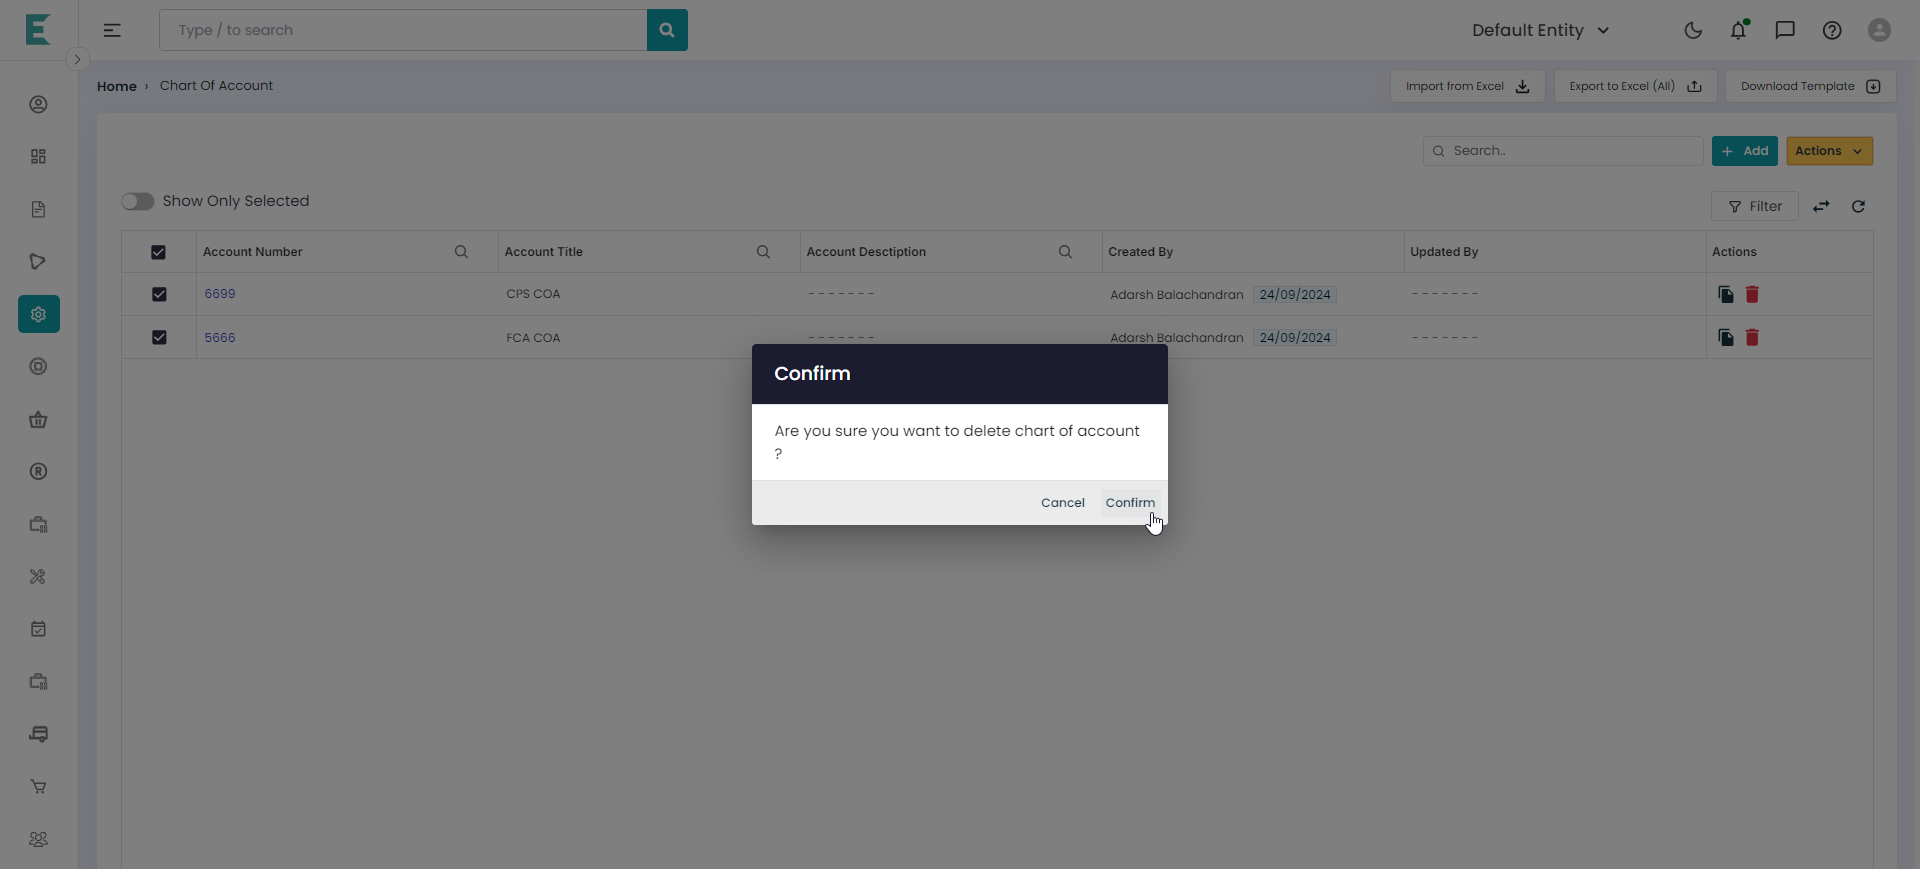 Type / to search
Default Entity
Home › Chart Of Account
Import from Excel
Export to Excel (All)
Download Template
Search..
+ Add
Actions
Show Only Selected
Filter
Account Number
Account Title
Account Desctiption
Created By
Updated By
Actions
6699 CPS COA - - - - - - - Adarsh Balachandran 24/09/2024 - - - - - - -
5666 FCA COA - - - - - - - Adarsh Balachandran 24/09/2024 - - - - - - -
Confirm
Are you sure you want to delete chart of account
?
Cancel Confirm